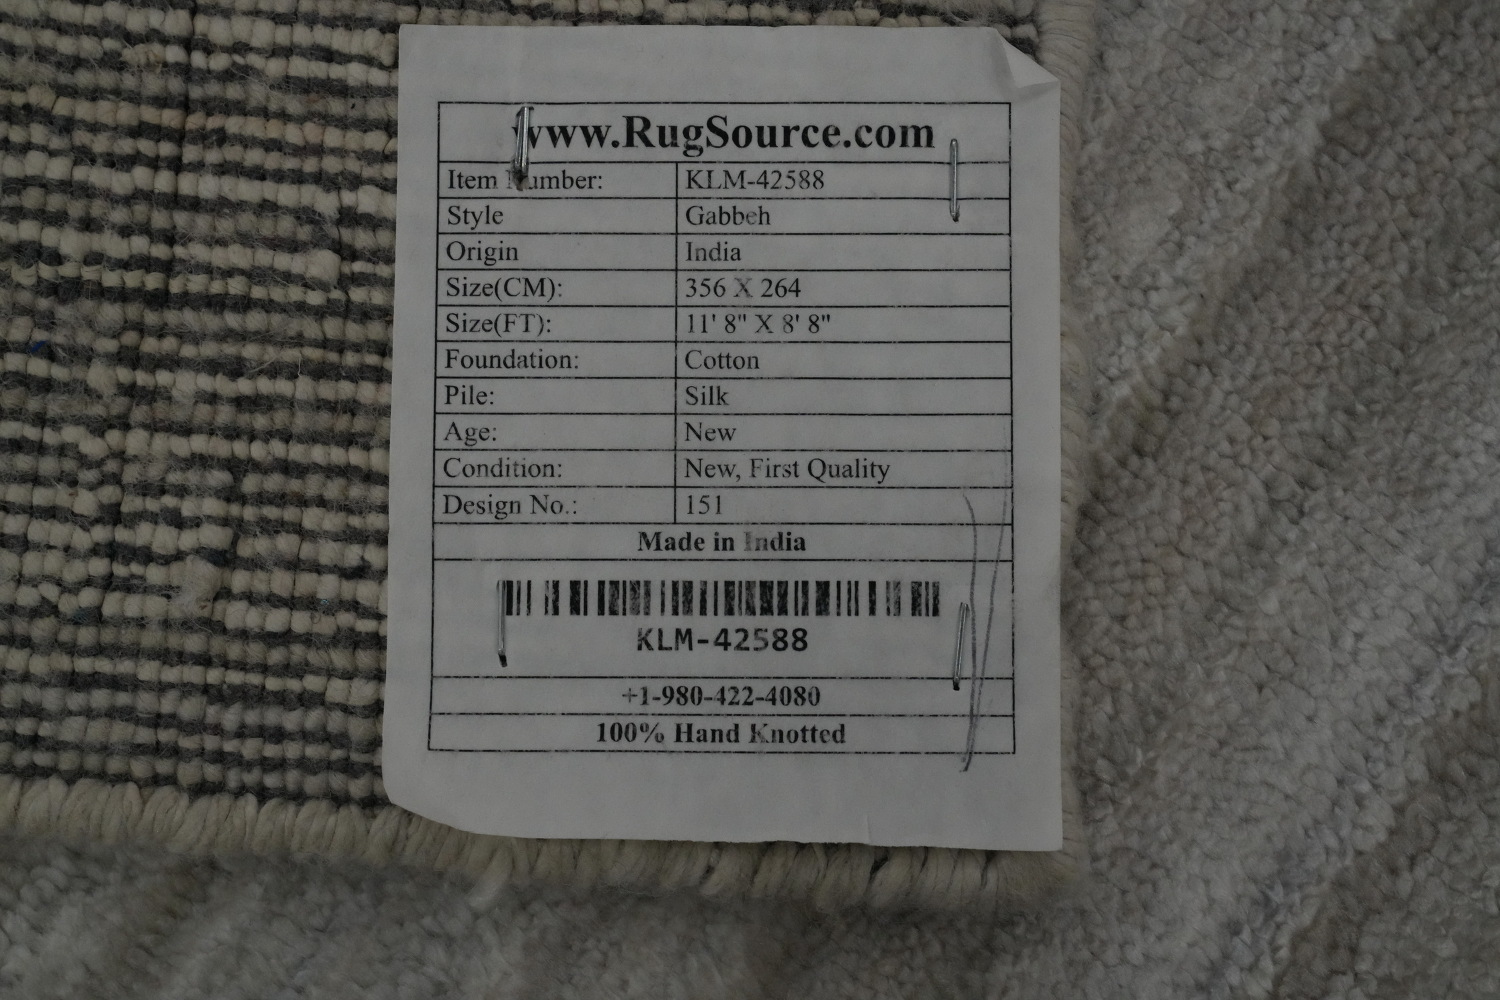 www.RugSource.com
Item Number: KLM-42588
Style Gabbeh
Origin India
Size(CM): 356 X 264
Size(FT): 11' 8" X 8' 8"
Foundation: Cotton
Pile: Silk
Age: New
Condition: New, First Quality
Design No.: 151
Made in India
KLM-42588
+1-980-422-4080
100% Hand Knotted